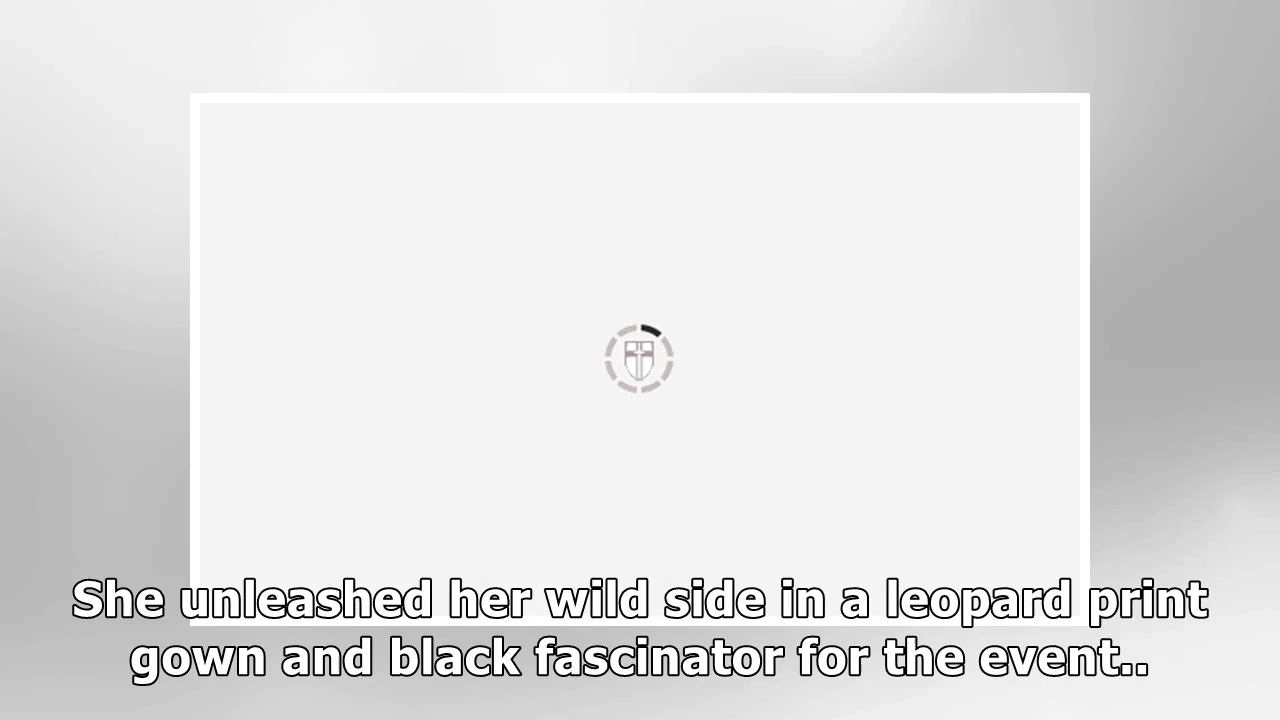 She unleashed her wild side in a leopard print
gown and black fascinator for the event..